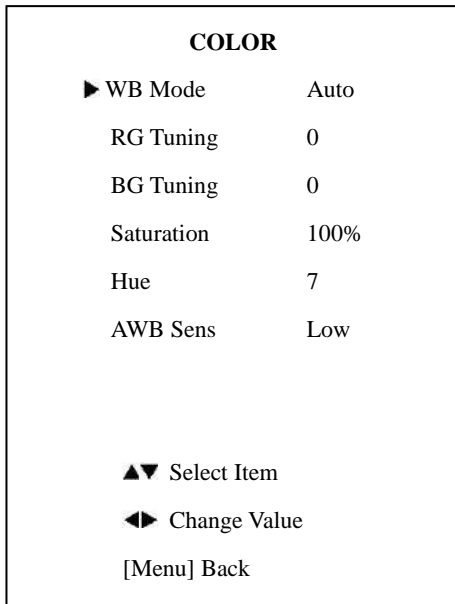 COLOR
▶ WB Mode Auto
RG Tuning 0
BG Tuning 0
Saturation 100%
Hue 7
AWB Sens Low
▲▼ Select Item
◀▶ Change Value
[Menu] Back